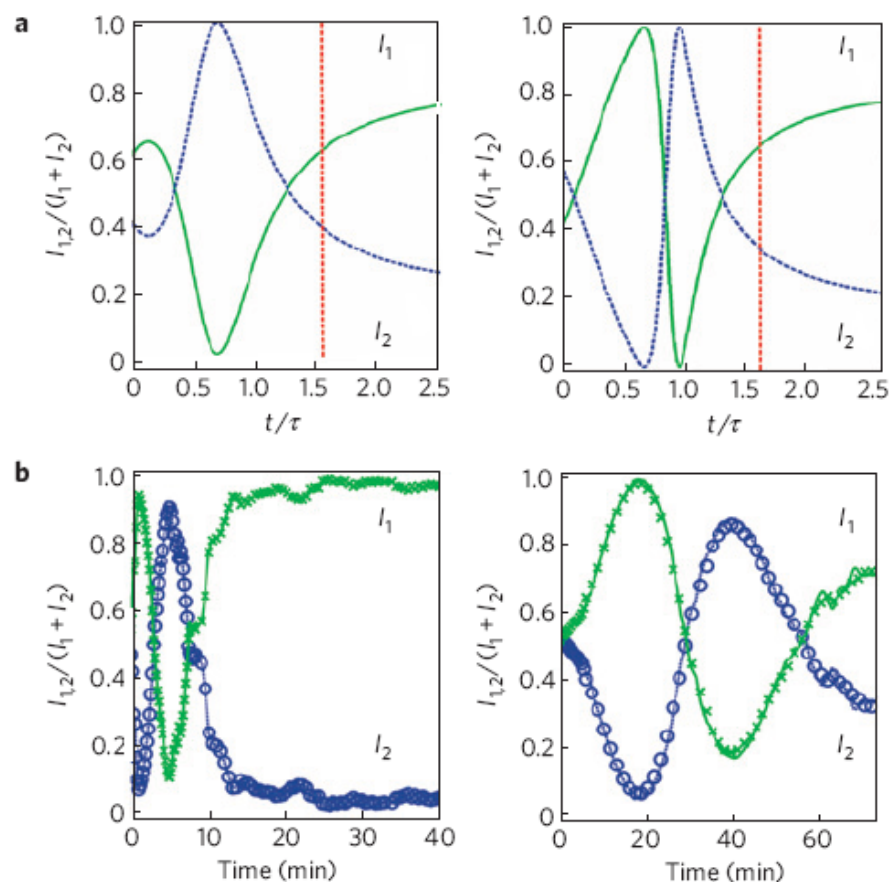 a
I₁,₂/(I₁ + I₂)
1.0
0.8
0.6
0.4
0.2
0
I₁
I₂
0 0.5 1.0 1.5 2.0 2.5
t/τ
I₁,₂/(I₁ + I₂)
1.0
0.8
0.6
0.4
0.2
0
I₁
I₂
0 0.5 1.0 1.5 2.0 2.5
t/τ
b
I₁,₂/(I₁ + I₂)
1.0
0.8
0.6
0.4
0.2
0
I₁
I₂
0 10 20 30 40
Time (min)
I₁,₂/(I₁ + I₂)
1.0
0.8
0.6
0.4
0.2
0
I₁
I₂
0 20 40 60
Time (min)